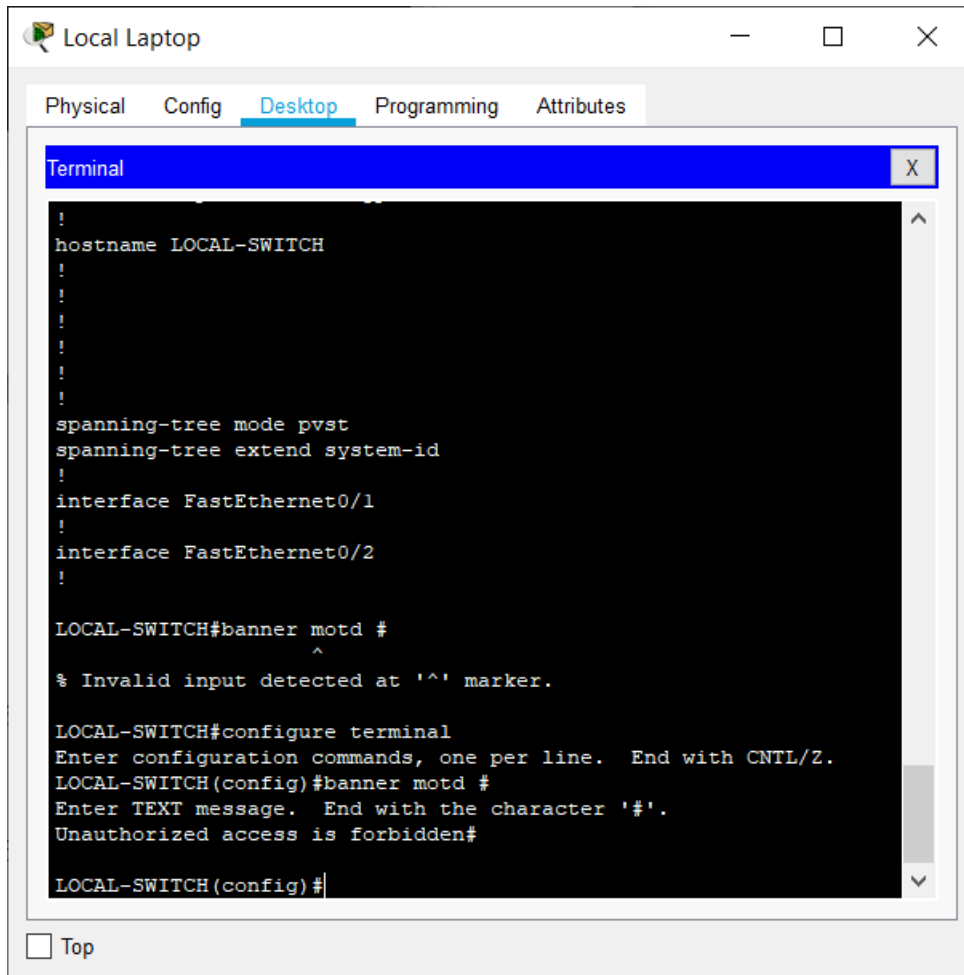 Local Laptop
Physical Config Desktop Programming Attributes
Terminal X
!
hostname LOCAL-SWITCH
!
!
!
!
!
!
spanning-tree mode pvst
spanning-tree extend system-id
!
interface FastEthernet0/1
!
interface FastEthernet0/2
!
LOCAL-SWITCH#banner motd #
^
% Invalid input detected at '^' marker.
LOCAL-SWITCH#configure terminal
Enter configuration commands, one per line.  End with CNTL/Z.
LOCAL-SWITCH(config)#banner motd #
Enter TEXT message.  End with the character '#'.
Unauthorized access is forbidden#
LOCAL-SWITCH(config)#
Top